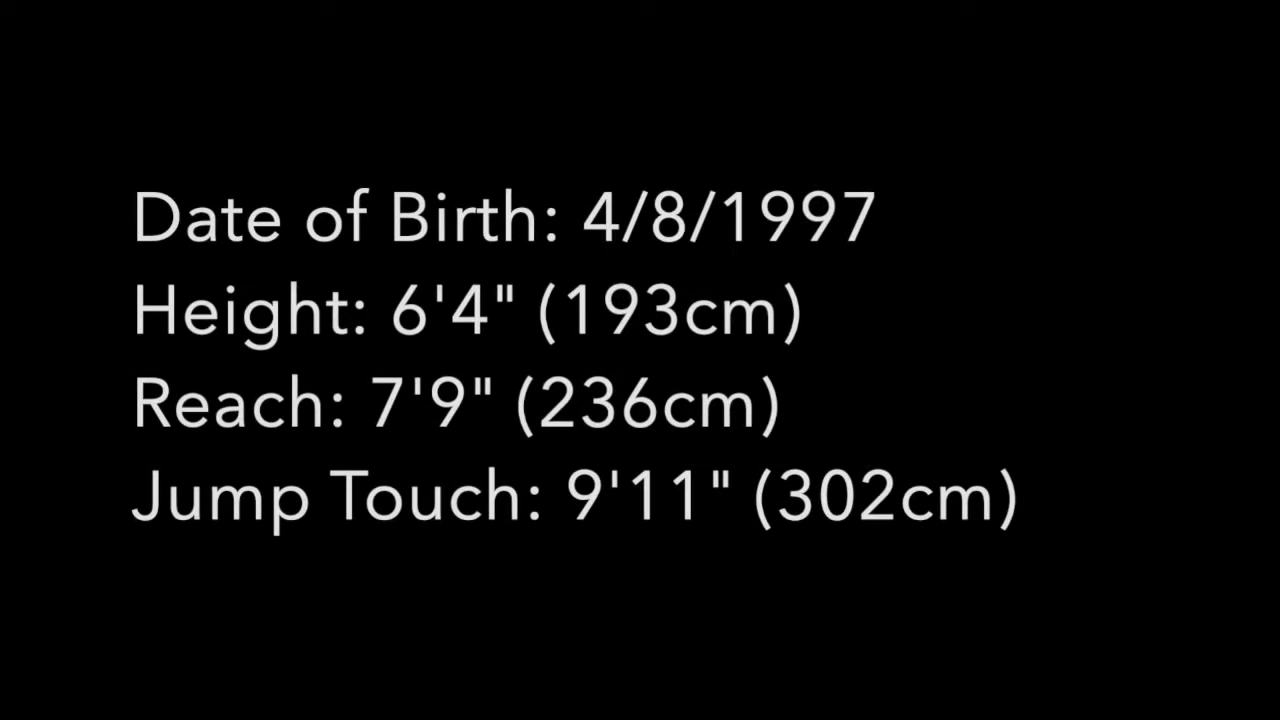 Date of Birth: 4/8/1997
Height: 6'4" (193cm)
Reach: 7'9" (236cm)
Jump Touch: 9'11" (302cm)